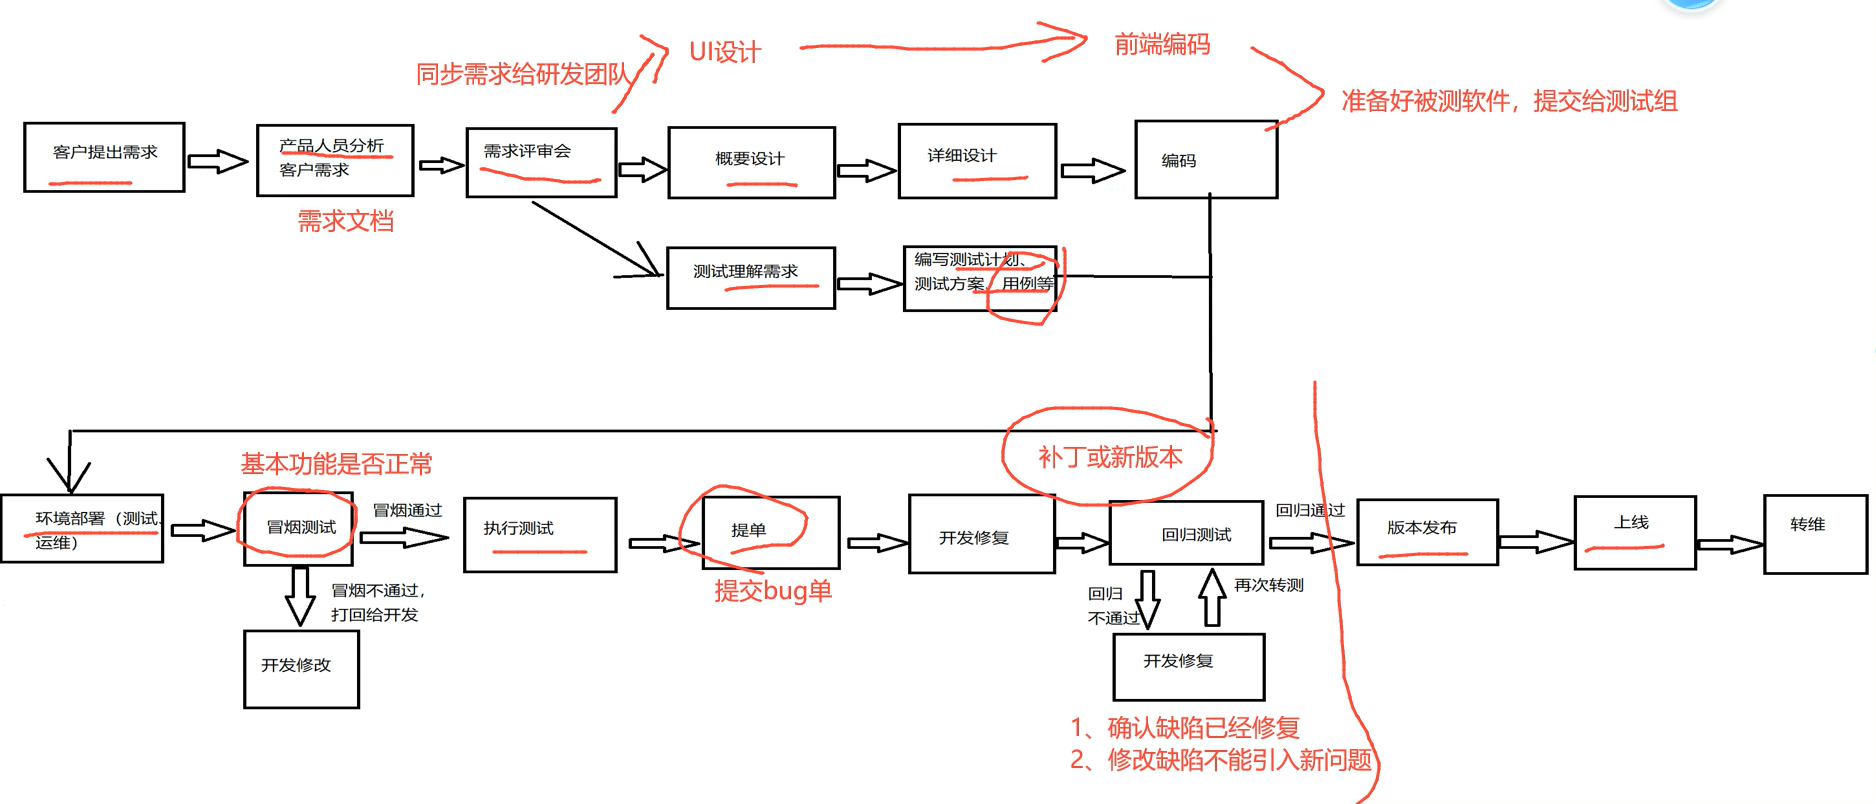 UI设计
前端编码
同步需求给研发团队
准备好被测软件，提交给测试组
客户提出需求
产品人员分析
客户需求
需求评审会
概要设计
详细设计
编码
需求文档
测试理解需求
编写测试计划、
测试方案、用例等
补丁或新版本
基本功能是否正常
环境部署（测试、
运维）
冒烟测试
冒烟通过
执行测试
提单
开发修复
回归测试
回归通过
版本发布
上线
转维
冒烟不通过，
打回给开发
提交bug单
回归
不通过
再次转测
开发修改
开发修复
1、确认缺陷已经修复
2、修改缺陷不能引入新问题